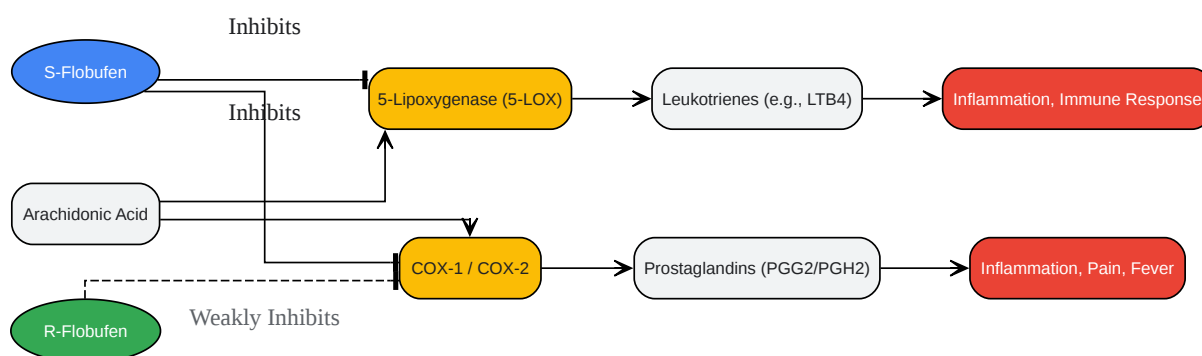 Inhibits
S-Flobufen
5-Lipoxygenase (5-LOX)
Leukotrienes (e.g., LTB4)
Inflammation, Immune Response
Inhibits
Arachidonic Acid
COX-1 / COX-2
Prostaglandins (PGG2/PGH2)
Inflammation, Pain, Fever
Weakly Inhibits
R-Flobufen